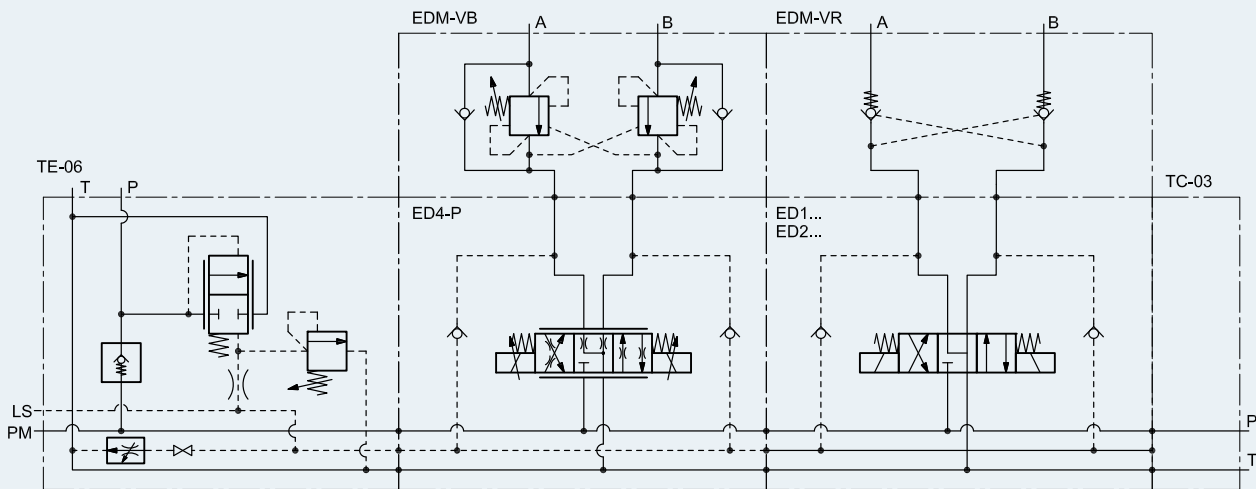 EDM-VB
A
B
EDM-VR
A
B
TE-06
T
P
TC-03
ED4-P
ED1...
ED2...
LS
PM
P
T